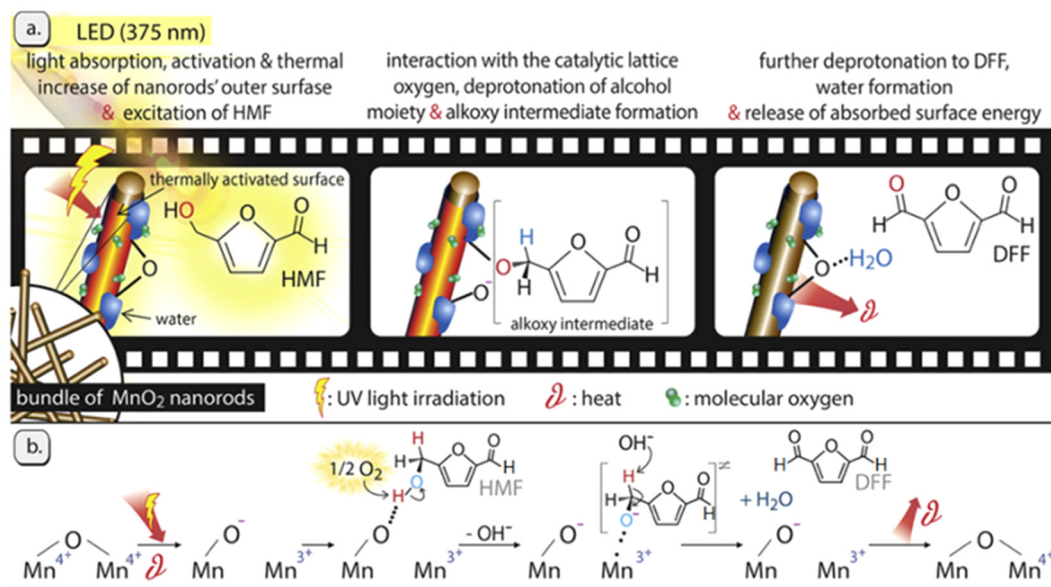 a.
LED (375 nm)
light absorption, activation & thermal
increase of nanorods' outer surfase
& excitation of HMF
interaction with the catalytic lattice
oxygen, deprotonation of alcohol
moiety & alkoxy intermediate formation
further deprotonation to DFF,
water formation
& release of absorbed surface energy
thermally activated surface
HO
O
O
H
HMF
O
water
H
O
H
O
O
H
O⁻
alkoxy intermediate
O
H
O
O
H
DFF
O
H2O
bundle of MnO2 nanorods
: UV light irradiation
: heat
: molecular oxygen
b.
1/2 O2
H
H
O
H
O
O
H
HMF
OH⁻
H
H
O⁻
O
O
H
≠
+ H2O
O
H
O
O
H
DFF
O
Mn4+
Mn4+
O⁻
Mn
Mn3+
O
Mn
Mn3+
- OH⁻
O⁻
Mn
Mn3+
O⁻
Mn
Mn3+
O
Mn
Mn4+